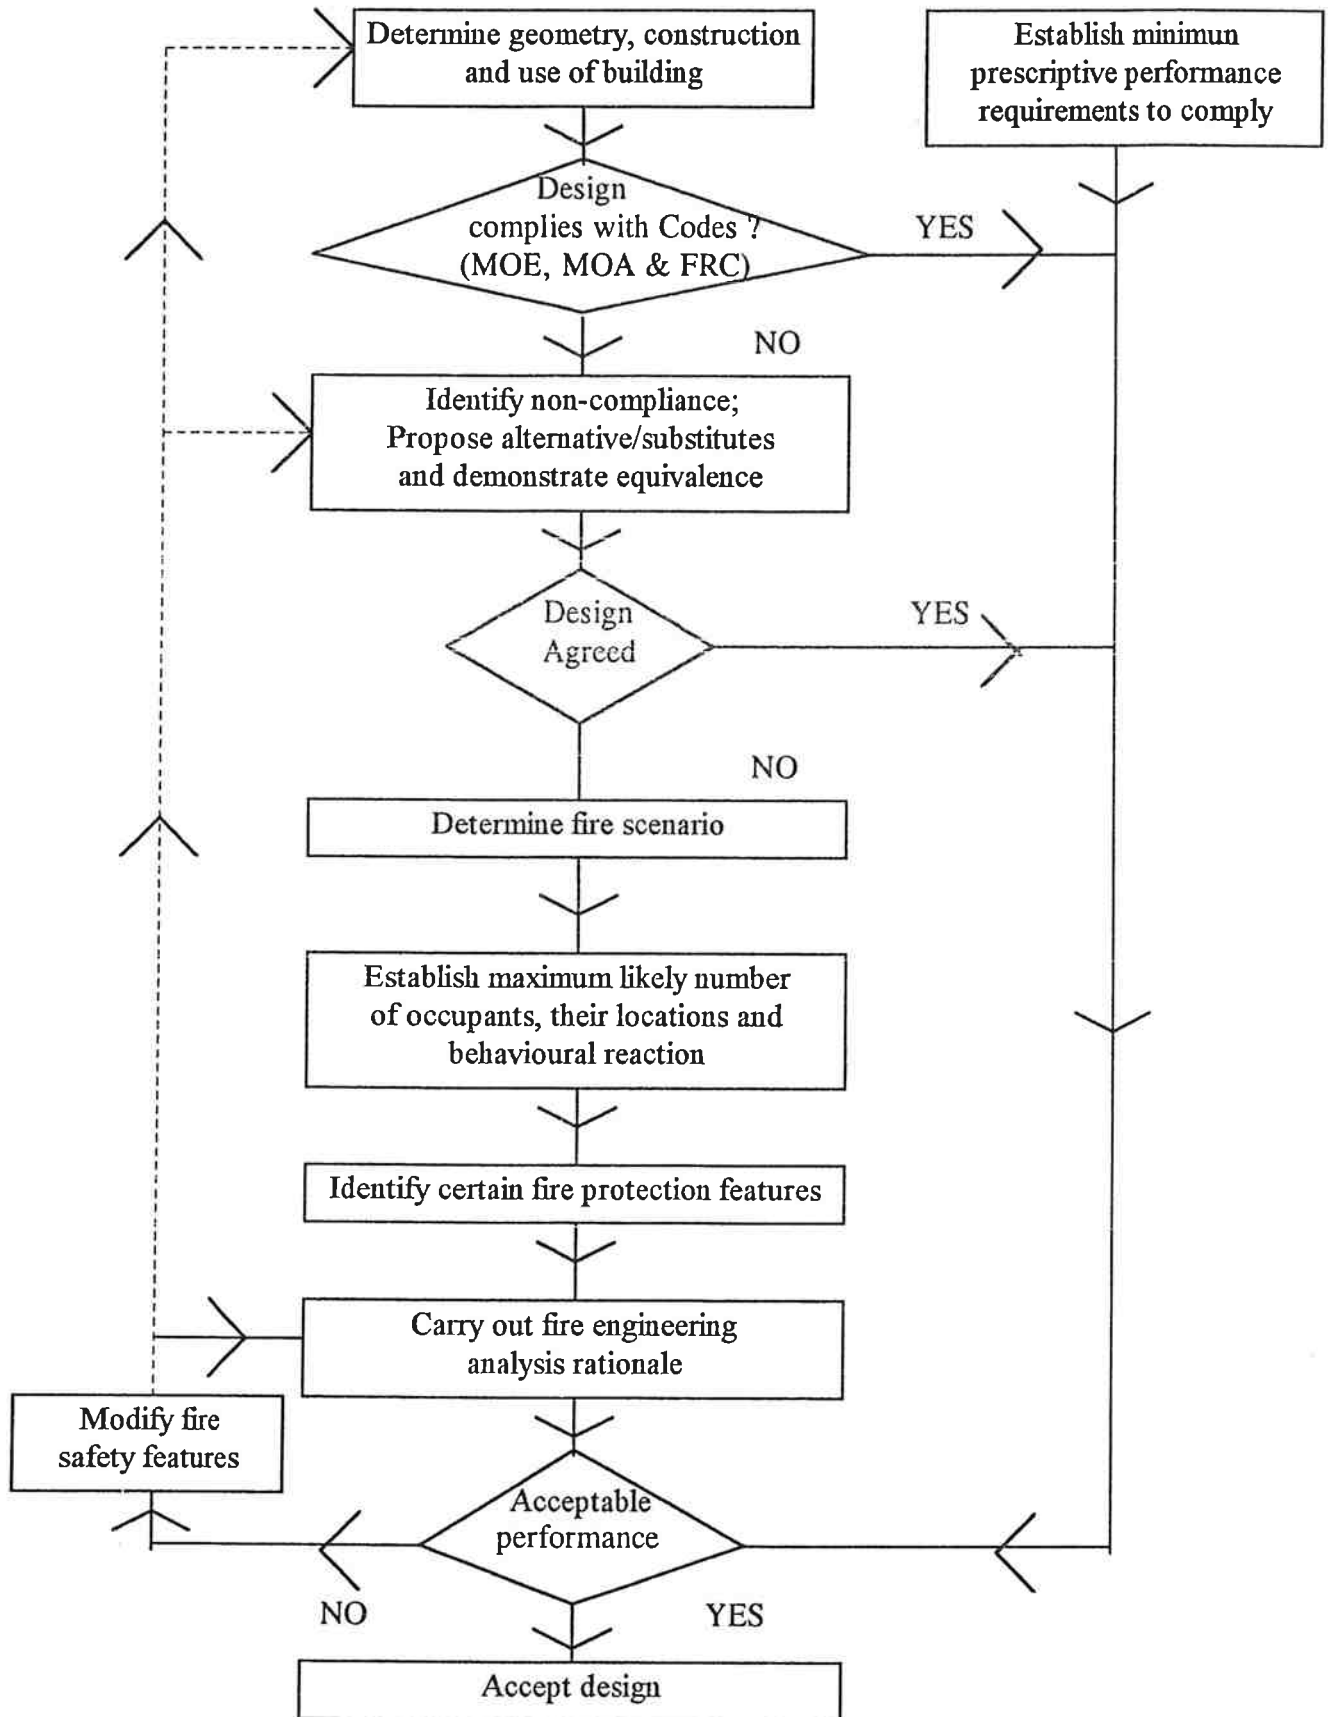 Determine geometry, construction
and use of building
Establish minimun
prescriptive performance
requirements to comply
Design
complies with Codes ?
(MOE, MOA & FRC)
YES
NO
Identify non-compliance;
Propose alternative/substitutes
and demonstrate equivalence
Design
Agreed
YES
NO
Determine fire scenario
Establish maximum likely number
of occupants, their locations and
behavioural reaction
Identify certain fire protection features
Carry out fire engineering
analysis rationale
Modify fire
safety features
Acceptable
performance
NO
YES
Accept design